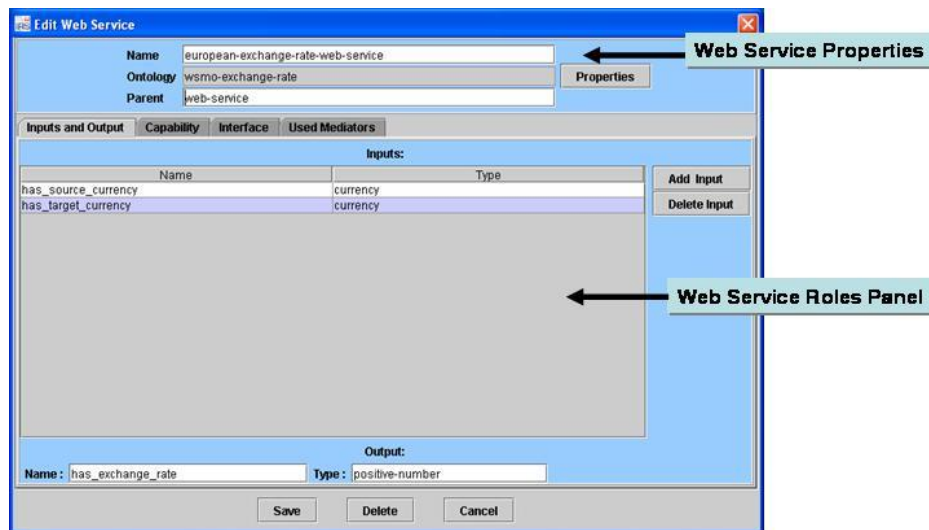 Edit Web Service
Name european-exchange-rate-web-service
Web Service Properties
Ontology wsmo-exchange-rate Properties
Parent web-service
Inputs and Output Capability Interface Used Mediators
Inputs:
Name Type
Add Input
has_source_currency currency
has_target_currency currency
Delete Input
Web Service Roles Panel
Output:
Name : has_exchange_rate Type : positive-number
Save Delete Cancel